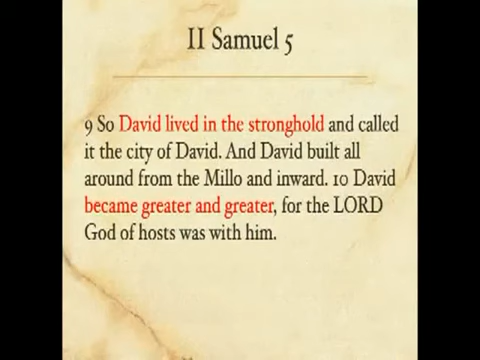 II Samuel 5
9 So David lived in the stronghold and called
it the city of David. And David built all
around from the Millo and inward. 10 David
became greater and greater, for the LORD
God of hosts was with him.